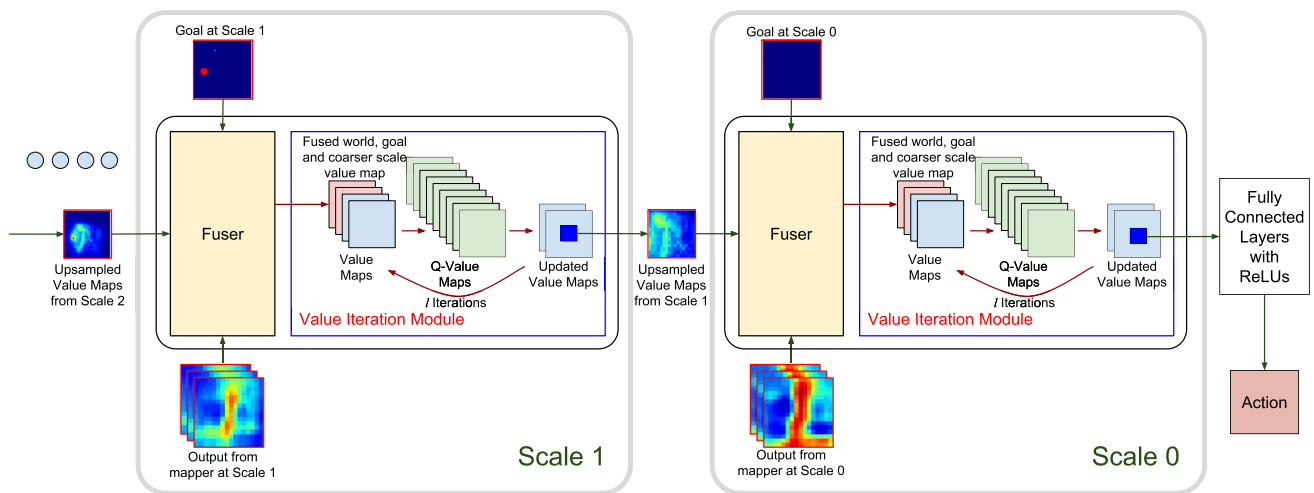 Goal at Scale 1
Fuser
Fused world, goal
and coarser scale
value map
Value
Maps
Q-Value
Maps
Updated
Value Maps
l Iterations
Value Iteration Module
Upsampled
Value Maps
from Scale 2
Output from
mapper at Scale 1
Scale 1
Upsampled
Value Maps
from Scale 1
Goal at Scale 0
Fuser
Fused world, goal
and coarser scale
value map
Value
Maps
Q-Value
Maps
Updated
Value Maps
l Iterations
Value Iteration Module
Output from
mapper at Scale 0
Scale 0
Fully
Connected
Layers
with
ReLUs
Action